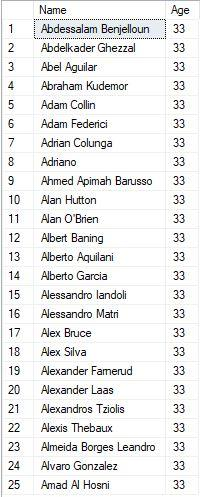 Name Age
1 Abdessalam Benjelloun 33
2 Abdelkader Ghezzal 33
3 Abel Aguilar 33
4 Abraham Kudemor 33
5 Adam Collin 33
6 Adam Federici 33
7 Adrian Colunga 33
8 Adriano 33
9 Ahmed Apimah Barusso 33
10 Alan Hutton 33
11 Alan O'Brien 33
12 Albert Baning 33
13 Alberto Aquilani 33
14 Alberto Garcia 33
15 Alessandro Iandoli 33
16 Alessandro Matri 33
17 Alex Bruce 33
18 Alex Silva 33
19 Alexander Farnerud 33
20 Alexander Laas 33
21 Alexandros Tziolis 33
22 Alexis Thebaux 33
23 Almeida Borges Leandro 33
24 Alvaro Gonzalez 33
25 Amad Al Hosni 33